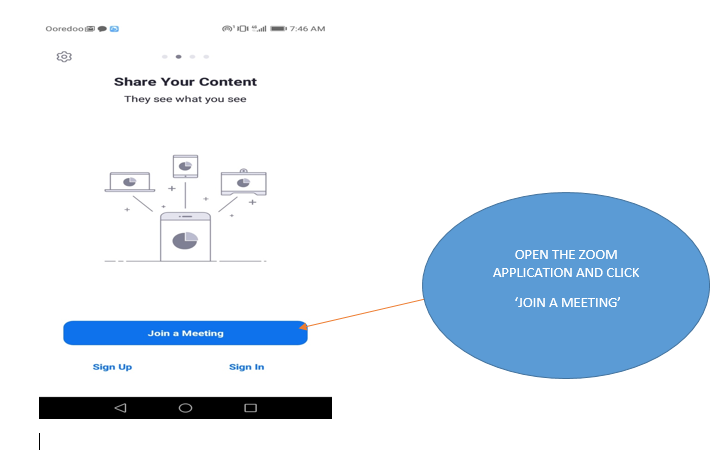 Ooredoo 7:46 AM
Share Your Content
They see what you see
Join a Meeting
Sign Up Sign In
OPEN THE ZOOM
APPLICATION AND CLICK
‘JOIN A MEETING’